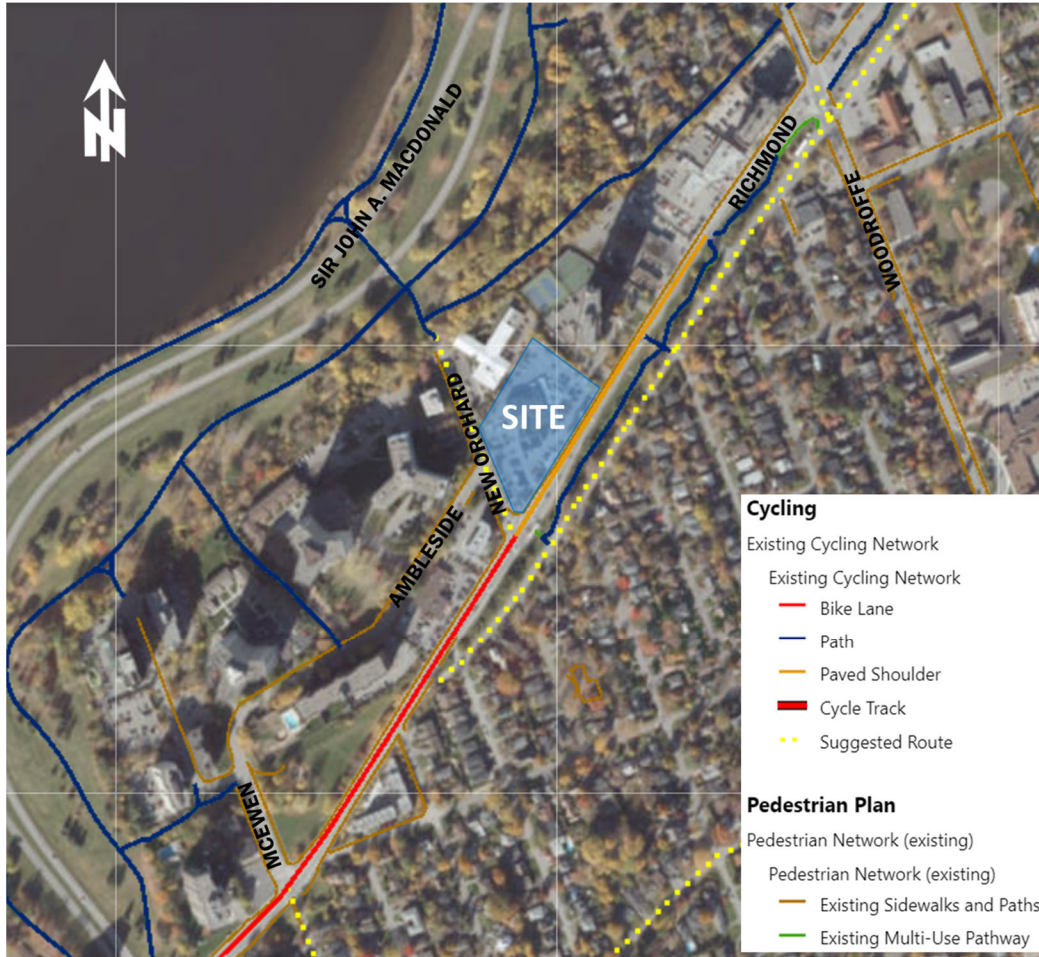 N
SIR JOHN A. MACDONALD
RICHMOND
WOODROFFE
NEW ORCHARD
SITE
AMBLESIDE
MCEWEN
Cycling
Existing Cycling Network
Existing Cycling Network
Bike Lane
Path
Paved Shoulder
Cycle Track
Suggested Route
Pedestrian Plan
Pedestrian Network (existing)
Pedestrian Network (existing)
Existing Sidewalks and Paths
Existing Multi-Use Pathway